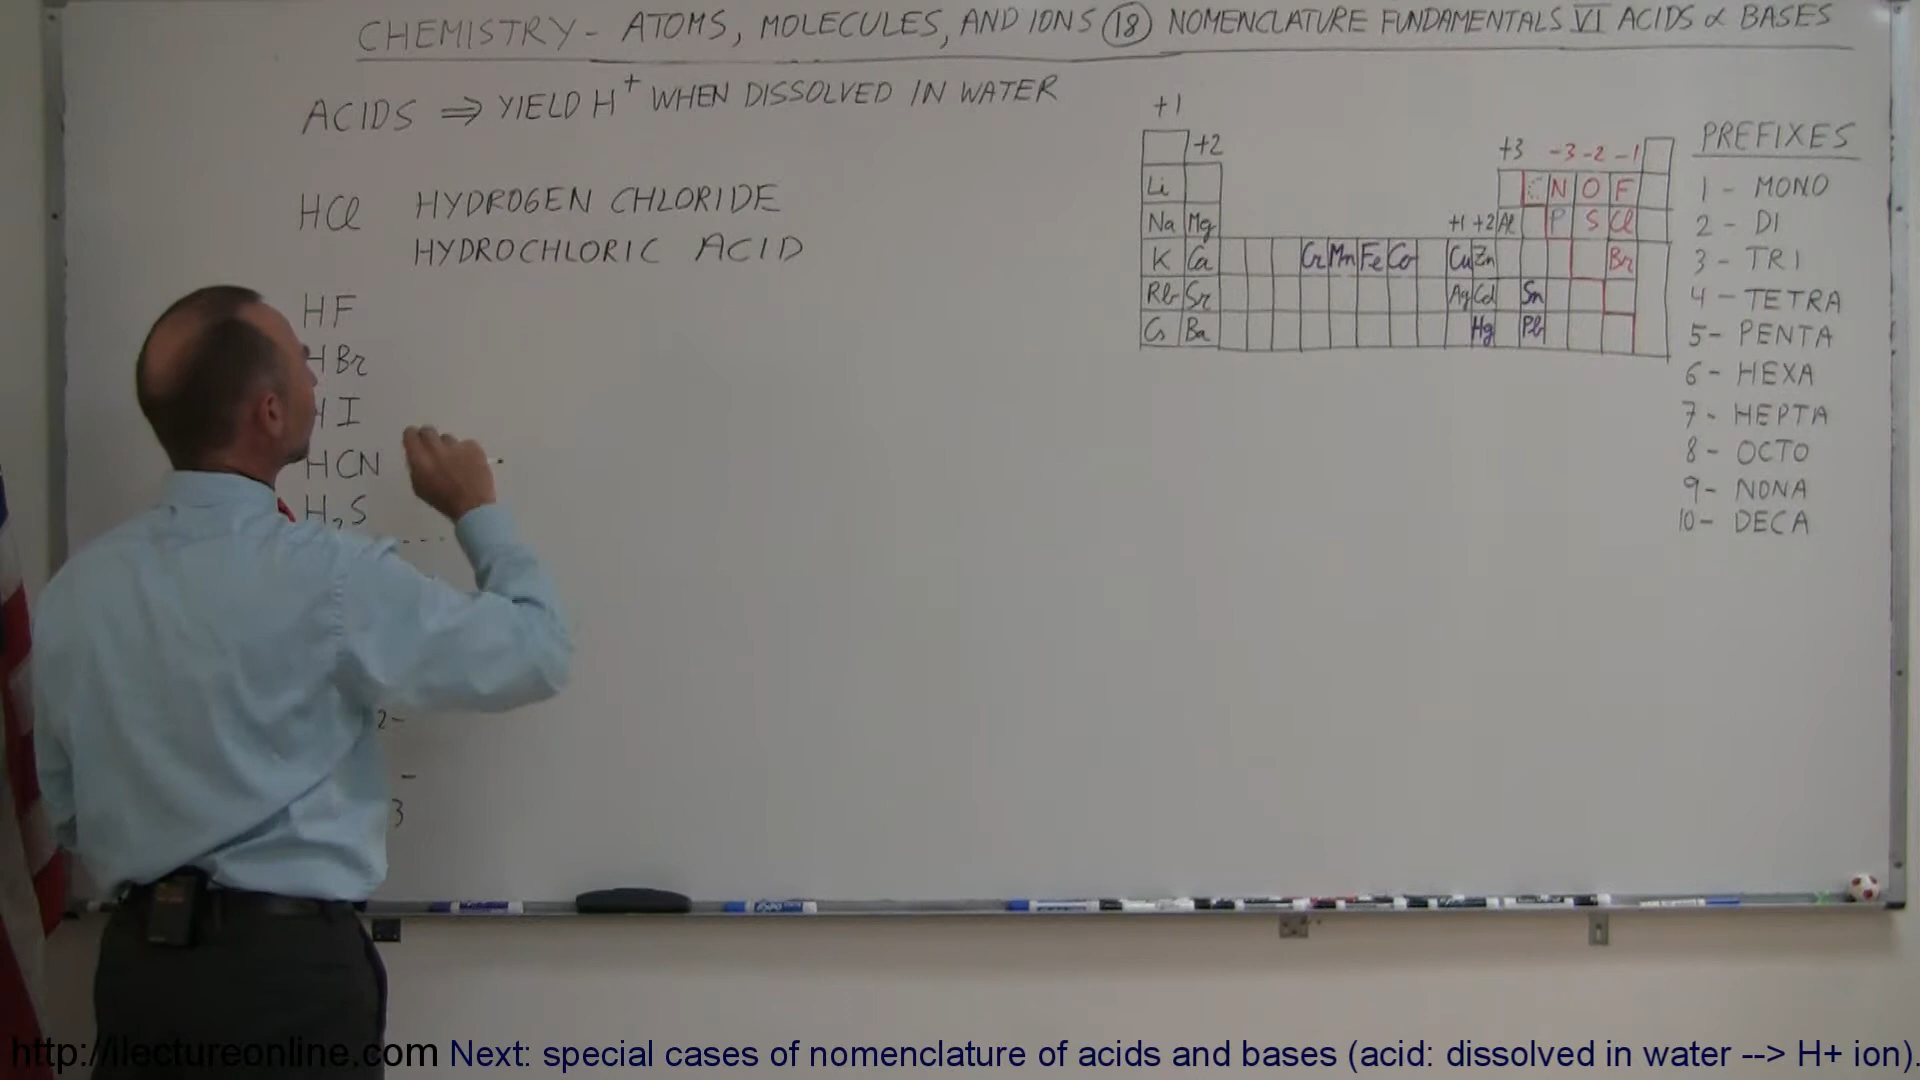 CHEMISTRY - ATOMS, MOLECULES, AND IONS 18 NOMENCLATURE FUNDAMENTALS VI ACIDS & BASES
ACIDS ⇒ YIELD H+ WHEN DISSOLVED IN WATER
HCl HYDROGEN CHLORIDE
HYDROCHLORIC ACID
HF
HBr
HI
HCN
H2S
2-
-
3
+1
+2 +3 -3 -2 -1
Li C N O F
Na Mg +1 +2 Al P S Cl
K Ca Cr Mn Fe Co Cu Zn Br
Rb Sr Ag Cd Sn
Cs Ba Hg Pb
PREFIXES
1 - MONO
2 - DI
3 - TRI
4 - TETRA
5 - PENTA
6 - HEXA
7 - HEPTA
8 - OCTO
9 - NONA
10 - DECA
http://ilectureonline.com Next: special cases of nomenclature of acids and bases (acid: dissolved in water --> H+ ion).